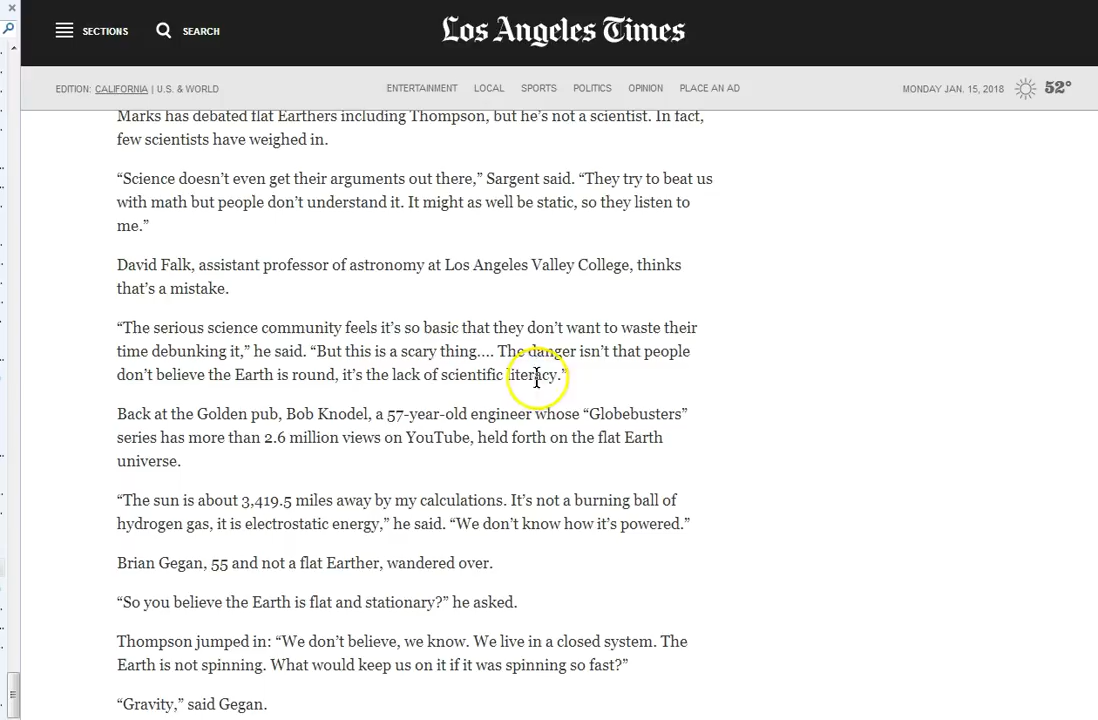 Los Angeles Times
SECTIONS
SEARCH
EDITION: CALIFORNIA | U.S. & WORLD
ENTERTAINMENT LOCAL SPORTS POLITICS OPINION PLACE AN AD
MONDAY JAN. 15, 2018
52°
Marks has debated flat Earthers including Thompson, but he’s not a scientist. In fact,
few scientists have weighed in.
“Science doesn’t even get their arguments out there,” Sargent said. “They try to beat us
with math but people don’t understand it. It might as well be static, so they listen to
me.”
David Falk, assistant professor of astronomy at Los Angeles Valley College, thinks
that’s a mistake.
“The serious science community feels it’s so basic that they don’t want to waste their
time debunking it,” he said. “But this is a scary thing.... The danger isn’t that people
don’t believe the Earth is round, it’s the lack of scientific literacy.”
Back at the Golden pub, Bob Knodel, a 57-year-old engineer whose “Globebusters”
series has more than 2.6 million views on YouTube, held forth on the flat Earth
universe.
“The sun is about 3,419.5 miles away by my calculations. It’s not a burning ball of
hydrogen gas, it is electrostatic energy,” he said. “We don’t know how it’s powered.”
Brian Gegan, 55 and not a flat Earther, wandered over.
“So you believe the Earth is flat and stationary?” he asked.
Thompson jumped in: “We don’t believe, we know. We live in a closed system. The
Earth is not spinning. What would keep us on it if it was spinning so fast?”
“Gravity,” said Gegan.